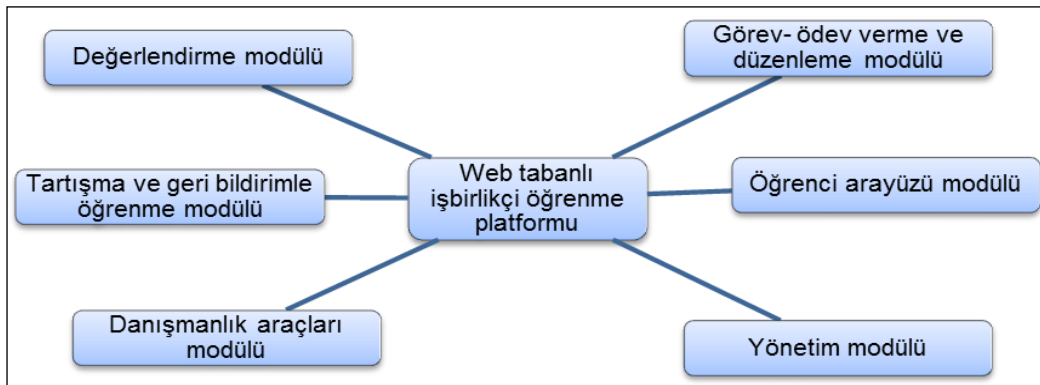 Değerlendirme modülü
Görev- ödev verme ve
düzenleme modülü
Tartışma ve geri bildirimle
öğrenme modülü
Web tabanlı
işbirlikçi öğrenme
platformu
Öğrenci arayüzü modülü
Danışmanlık araçları
modülü
Yönetim modülü